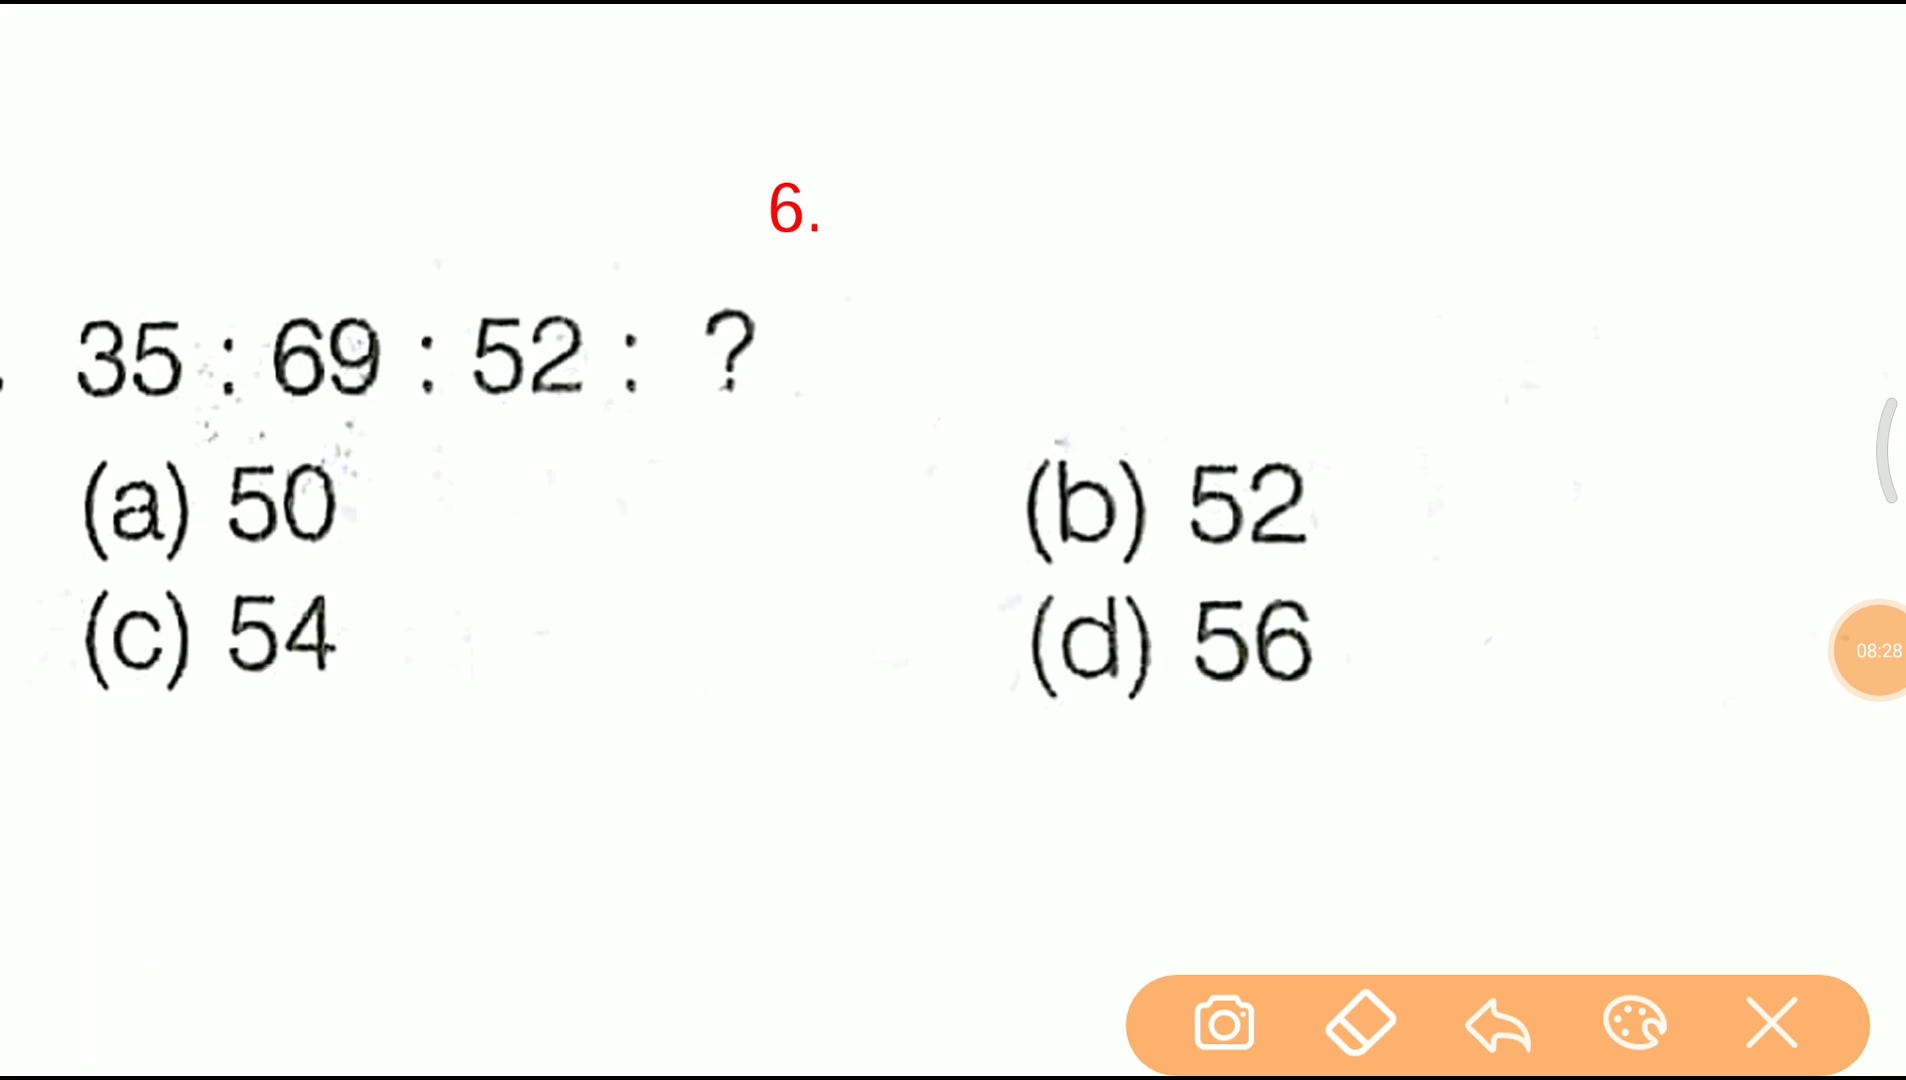 6.
. 35 : 69 : 52 : ?
(a) 50 (b) 52
(c) 54 (d) 56
08:28